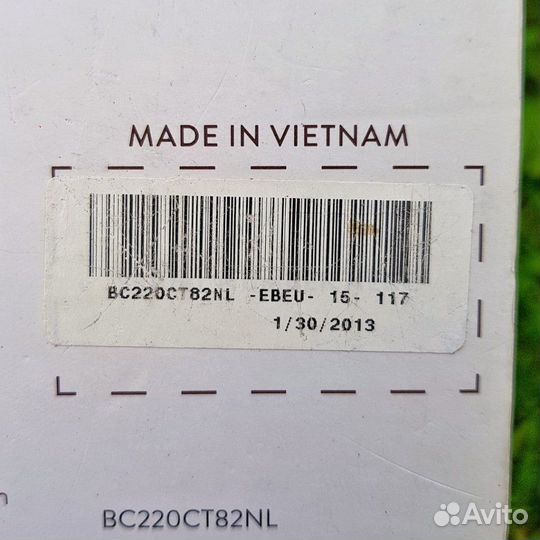 MADE IN VIETNAM
BC220CT82NL -EBEU- 15- 117
1/30/2013
BC220CT82NL
Avito